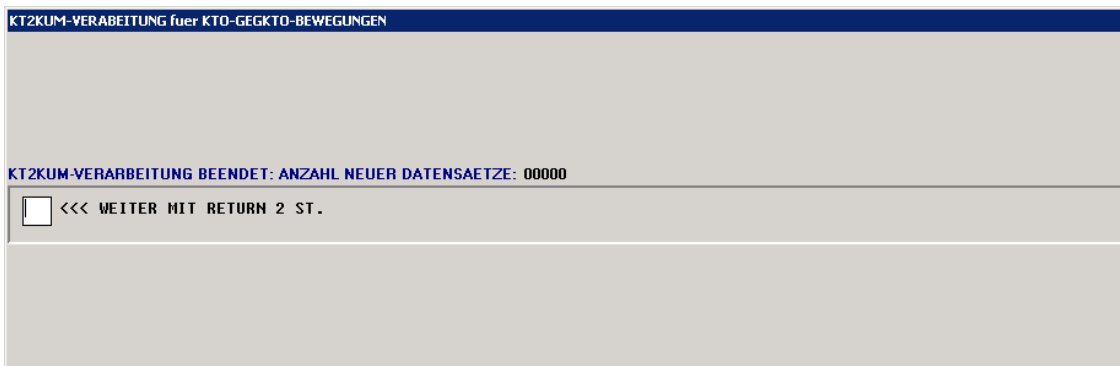 KT2KUM-VERABEITUNG fuer KTO-GEGKTO-BEWEGUNGEN
KT2KUM-VERARBEITUNG BEENDET: ANZAHL NEUER DATENSAETZE: 00000
<<< WEITER MIT RETURN 2 ST.